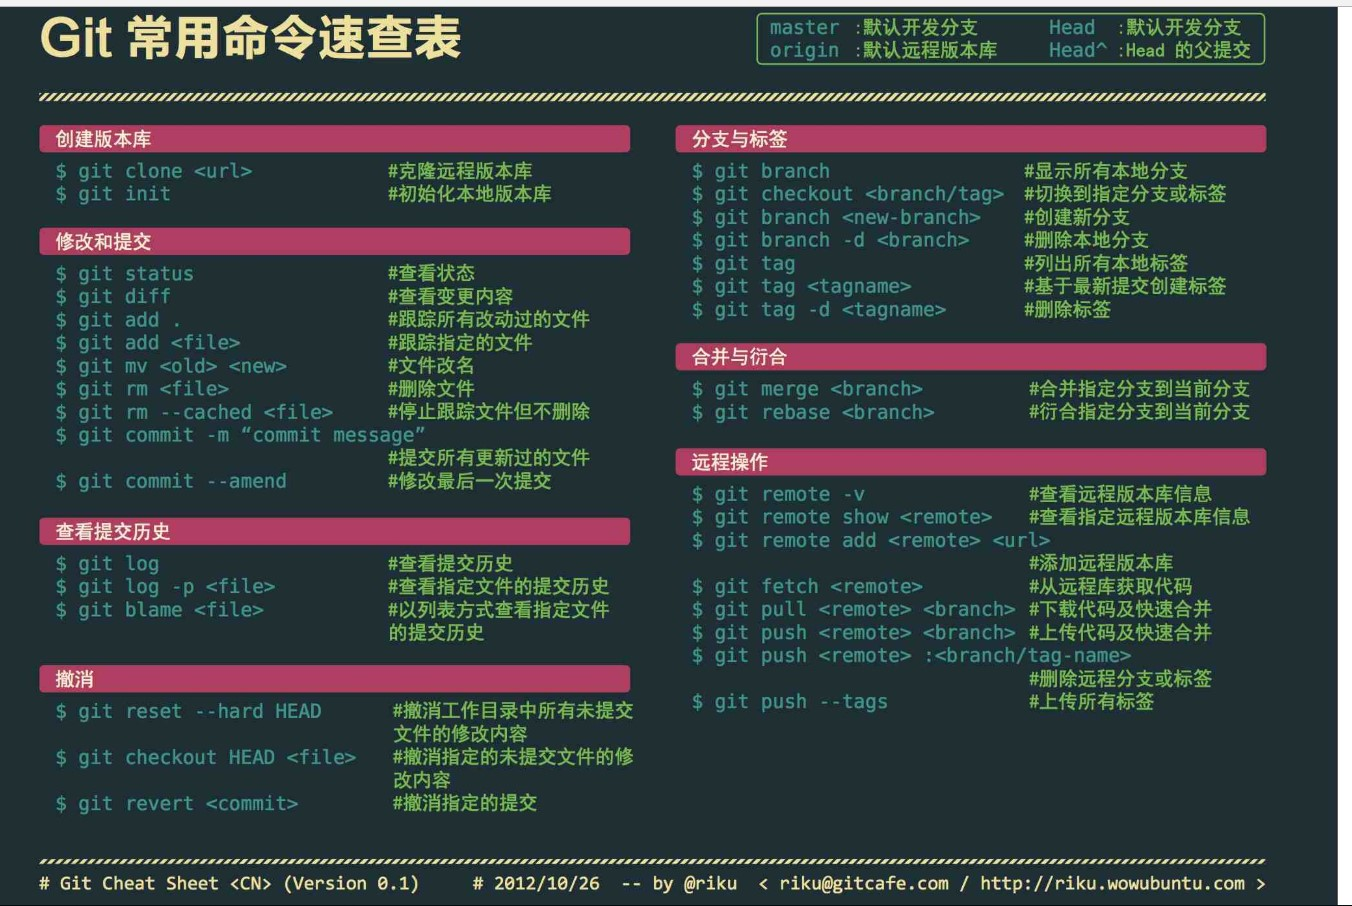 Git 常用命令速查表
master :默认开发分支 Head :默认开发分支
origin :默认远程版本库 Head^ :Head 的父提交
创建版本库
$ git clone <url> #克隆远程版本库
$ git init #初始化本地版本库
修改和提交
$ git status #查看状态
$ git diff #查看变更内容
$ git add . #跟踪所有改动过的文件
$ git add <file> #跟踪指定的文件
$ git mv <old> <new> #文件改名
$ git rm <file> #删除文件
$ git rm --cached <file> #停止跟踪文件但不删除
$ git commit -m “commit message”
#提交所有更新过的文件
$ git commit --amend #修改最后一次提交
查看提交历史
$ git log #查看提交历史
$ git log -p <file> #查看指定文件的提交历史
$ git blame <file> #以列表方式查看指定文件
的提交历史
撤消
$ git reset --hard HEAD #撤消工作目录中所有未提交
文件的修改内容
$ git checkout HEAD <file> #撤消指定的未提交文件的修
改内容
$ git revert <commit> #撤消指定的提交
分支与标签
$ git branch #显示所有本地分支
$ git checkout <branch/tag> #切换到指定分支或标签
$ git branch <new-branch> #创建新分支
$ git branch -d <branch> #删除本地分支
$ git tag #列出所有本地标签
$ git tag <tagname> #基于最新提交创建标签
$ git tag -d <tagname> #删除标签
合并与衍合
$ git merge <branch> #合并指定分支到当前分支
$ git rebase <branch> #衍合指定分支到当前分支
远程操作
$ git remote -v #查看远程版本库信息
$ git remote show <remote> #查看指定远程版本库信息
$ git remote add <remote> <url>
#添加远程版本库
$ git fetch <remote> #从远程库获取代码
$ git pull <remote> <branch> #下载代码及快速合并
$ git push <remote> <branch> #上传代码及快速合并
$ git push <remote> :<branch/tag-name>
#删除远程分支或标签
$ git push --tags #上传所有标签
# Git Cheat Sheet <CN> (Version 0.1) # 2012/10/26 -- by @riku < riku@gitcafe.com / http://riku.wowubuntu.com >